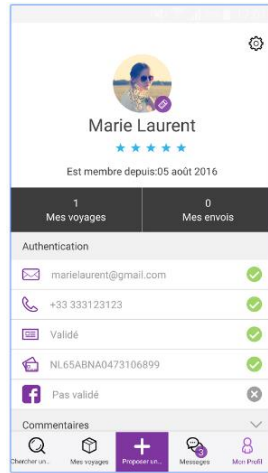 Marie Laurent
Est membre depuis:05 août 2016
1
Mes voyages
0
Mes envois
Authentication
marielaurent@gmail.com
+33 333123123
Validé
NL65ABNA0473106899
Pas validé
Commentaires
Chercher un...
Mes voyages
Proposer un...
3
Messages
Mon Profil